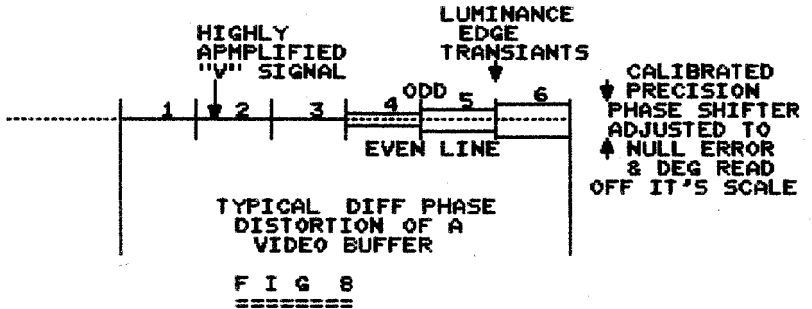 HIGHLY
APMPLIFIED
"V" SIGNAL
LUMINANCE
EDGE
TRANSIANTS
ODD
1 2 3 4 5 6
EVEN LINE
CALIBRATED
PRECISION
PHASE SHIFTER
ADJUSTED TO
NULL ERROR
& DEG READ
OFF IT'S SCALE
TYPICAL DIFF PHASE
DISTORTION OF A
VIDEO BUFFER
F I G 8
========